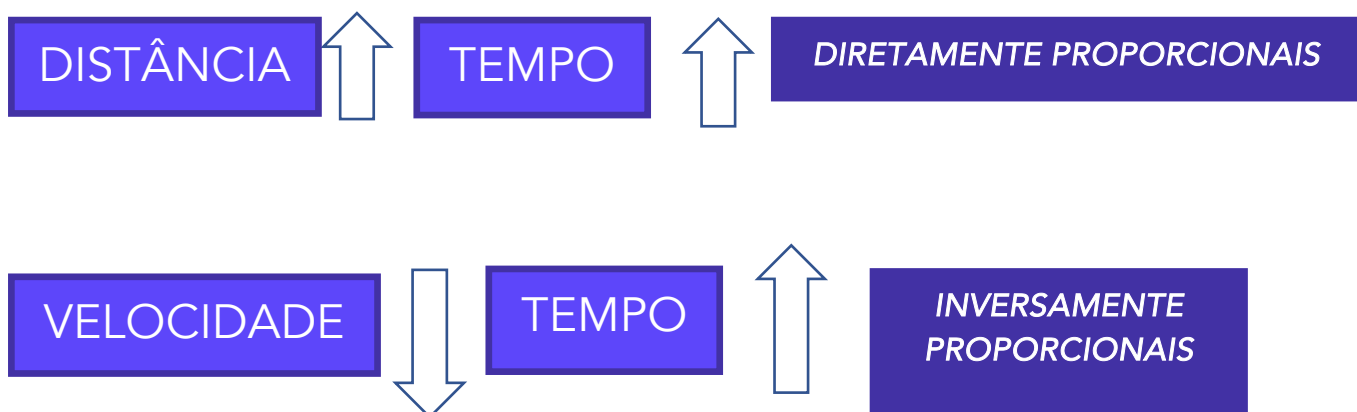 DISTÂNCIA TEMPO DIRETAMENTE PROPORCIONAIS
VELOCIDADE TEMPO INVERSAMENTE
PROPORCIONAIS